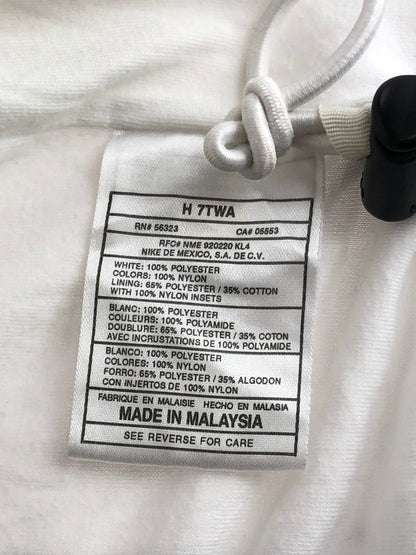 H 7TWA
RN# 56323 CA# 05553
RFC# NME 920220 KL4
NIKE DE MEXICO, S.A. DE C.V.
WHITE: 100% POLYESTER
COLORS: 100% NYLON
LINING: 65% POLYESTER / 35% COTTON
WITH 100% NYLON INSETS
BLANC: 100% POLYESTER
COULEURS: 100% POLYAMIDE
DOUBLURE: 65% POLYESTER / 35% COTON
AVEC INCRUSTATIONS DE 100% POLYAMIDE
BLANCO: 100% POLYESTER
COLORES: 100% NYLON
FORRO: 65% POLYESTER / 35% ALGODON
CON INJERTOS DE 100% NYLON
FABRIQUE EN MALAISIE HECHO EN MALASIA
MADE IN MALAYSIA
SEE REVERSE FOR CARE